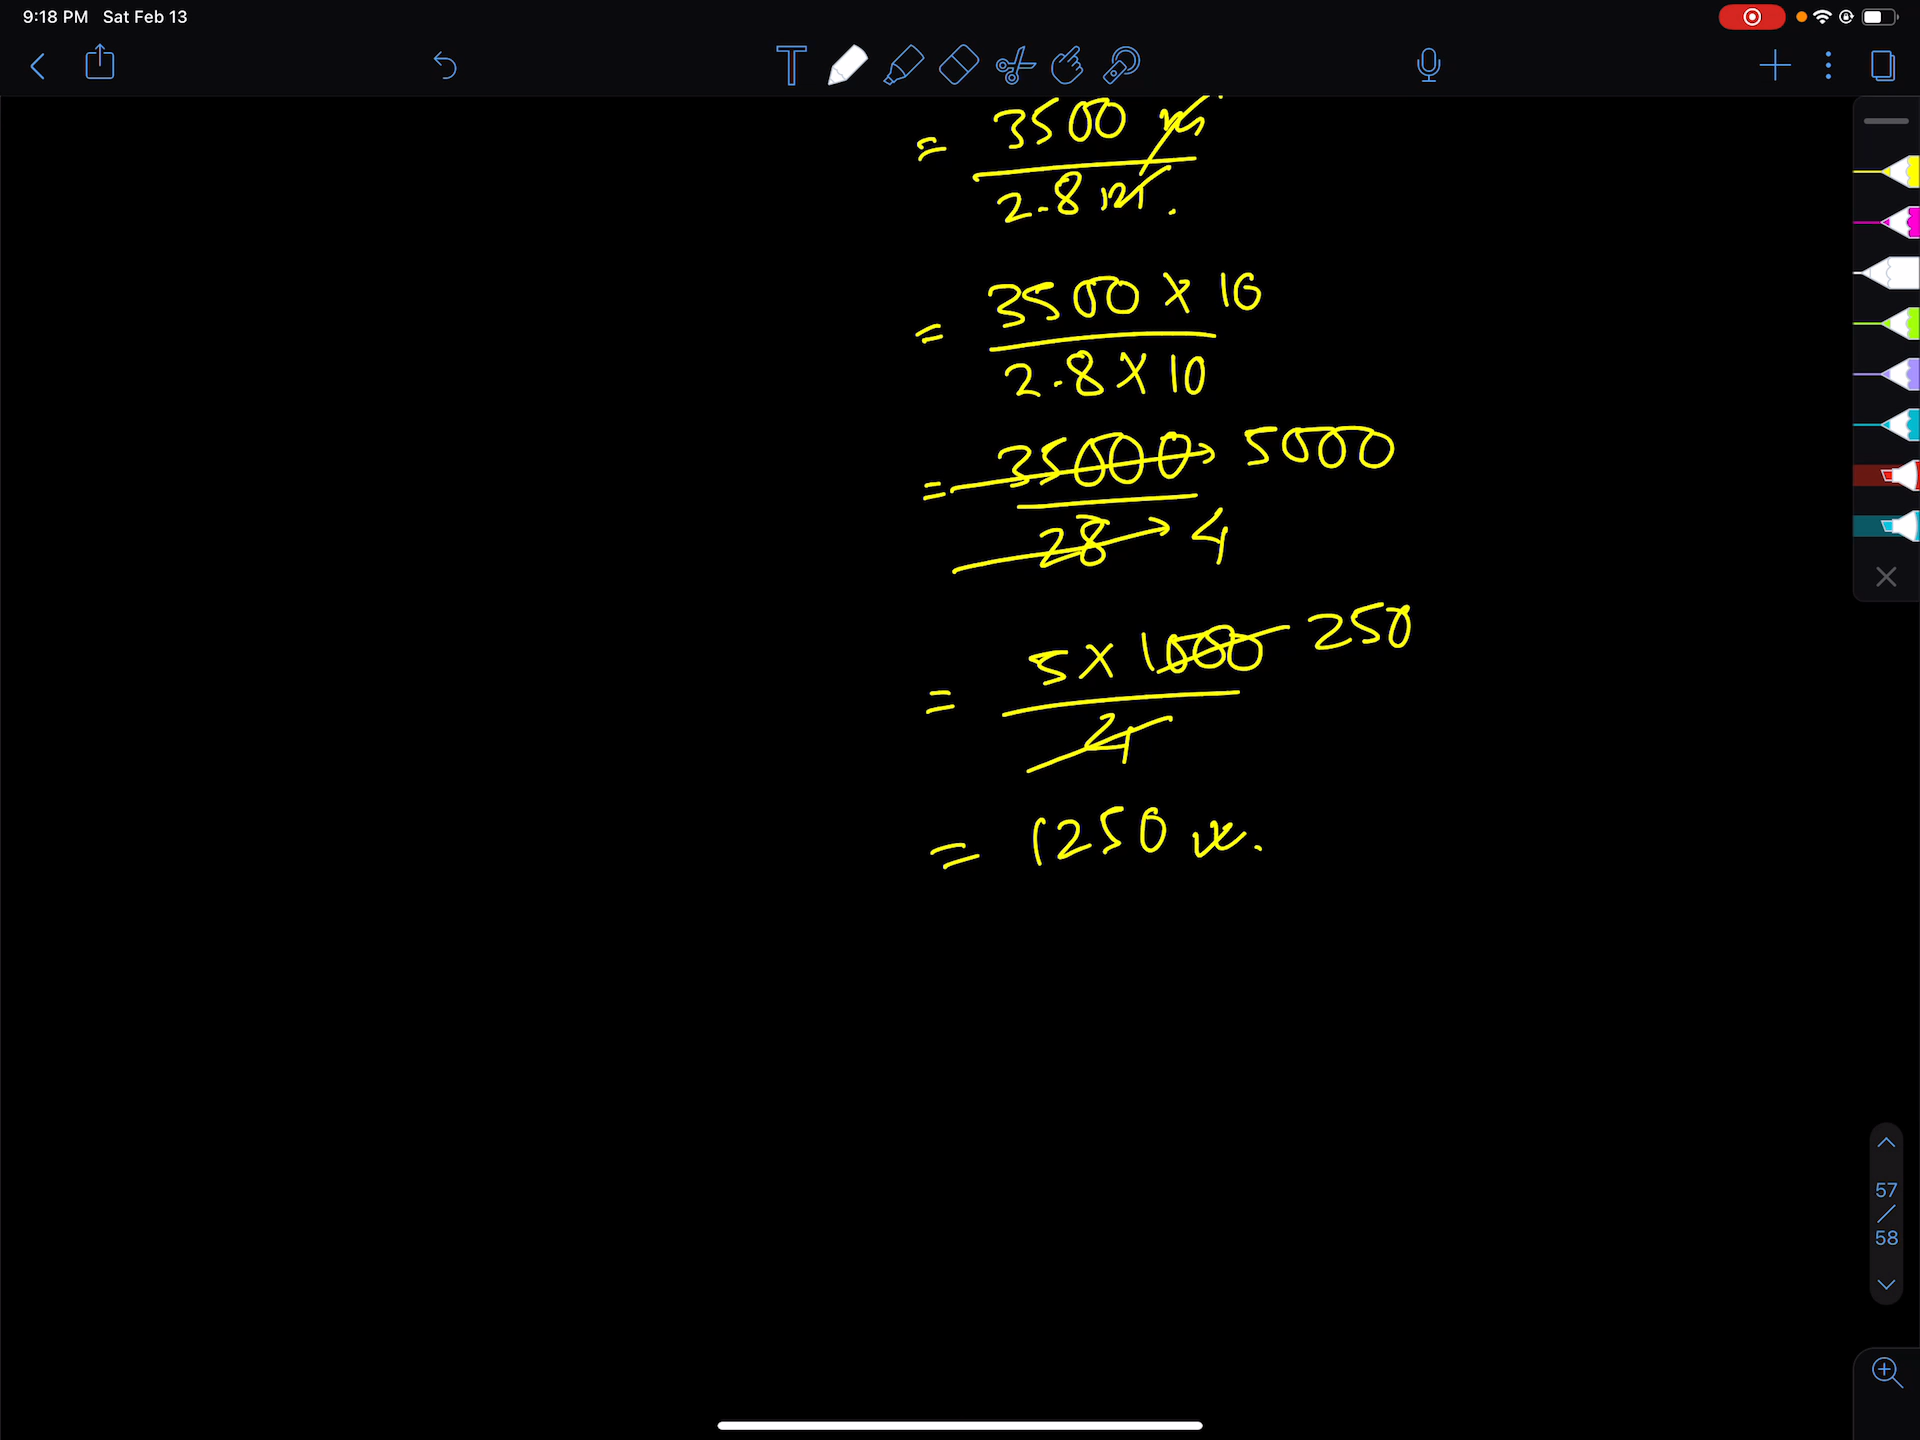 9:18 PM Sat Feb 13
T
= 3500 m
2.8 m.
= 3500 X 10
2.8 X 10
= 35000 → 5000
28 → 4
= 5 X 1000 250
4
= 1250
57
/
58